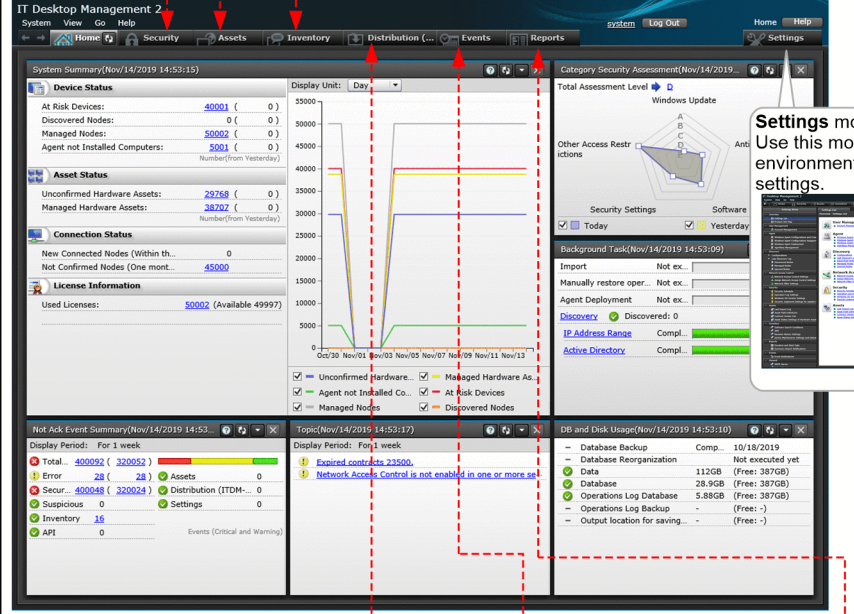 IT Desktop Management 2
System View Go Help
system Log Out Home Help
Home Security Assets Inventory Distribution (... Events Reports Settings
System Summary(Nov/14/2019 14:53:15)
Device Status
At Risk Devices: 40001 ( 0 )
Discovered Nodes: 0 ( 0 )
Managed Nodes: 50002 ( 0 )
Agent not Installed Computers: 5001 ( 0 )
Number(from Yesterday)
Asset Status
Unconfirmed Hardware Assets: 29768 ( 0 )
Managed Hardware Assets: 38707 ( 0 )
Number(from Yesterday)
Connection Status
New Connected Nodes (Within th... 0
Not Confirmed Nodes (One mont... 45000
License Information
Used Licenses: 50002 (Available 49997)
Display Unit: Day
55000
50000
45000
40000
35000
30000
25000
20000
15000
10000
5000
0
Oct/30 Nov/01 Nov/03 Nov/05 Nov/07 Nov/09 Nov/11 Nov/13
Unconfirmed Hardware... Managed Hardware As...
Agent not Installed Co... At Risk Devices
Managed Nodes Discovered Nodes
Category Security Assessment(Nov/14/2019...
Total Assessment Level D
Windows Update
A
B
C
D
E
Other Access Restr
ictions
Anti
Security Settings Software
Today Yesterday
Settings mo
Use this mo
environment
settings.
Background Task(Nov/14/2019 14:53:09)
Import Not ex...
Manually restore oper... Not ex...
Agent Deployment Not ex...
Discovery Discovered: 0
IP Address Range Compl...
Active Directory Compl...
Not Ack Event Summary(Nov/14/2019 14:53...
Display Period: For 1 week
Total... 400092 ( 320052 )
Error 28 ( 28 ) Assets 0
Secur... 400048 ( 320024 ) Distribution (ITDM-... 0
Suspicious 0 Settings 0
Inventory 16
API 0
Events (Critical and Warning)
Topic(Nov/14/2019 14:53:17)
Display Period: For 1 week
Expired contracts 23500.
Network Access Control is not enabled in one or more se
DB and Disk Usage(Nov/14/2019 14:53:10)
– Database Backup Comp... 10/18/2019
– Database Reorganization Not executed yet
Data 112GB (Free: 387GB)
Database 28.9GB (Free: 387GB)
Operations Log Database 5.88GB (Free: 387GB)
– Operations Log Backup - (Free: -)
– Output location for saving... - (Free: -)